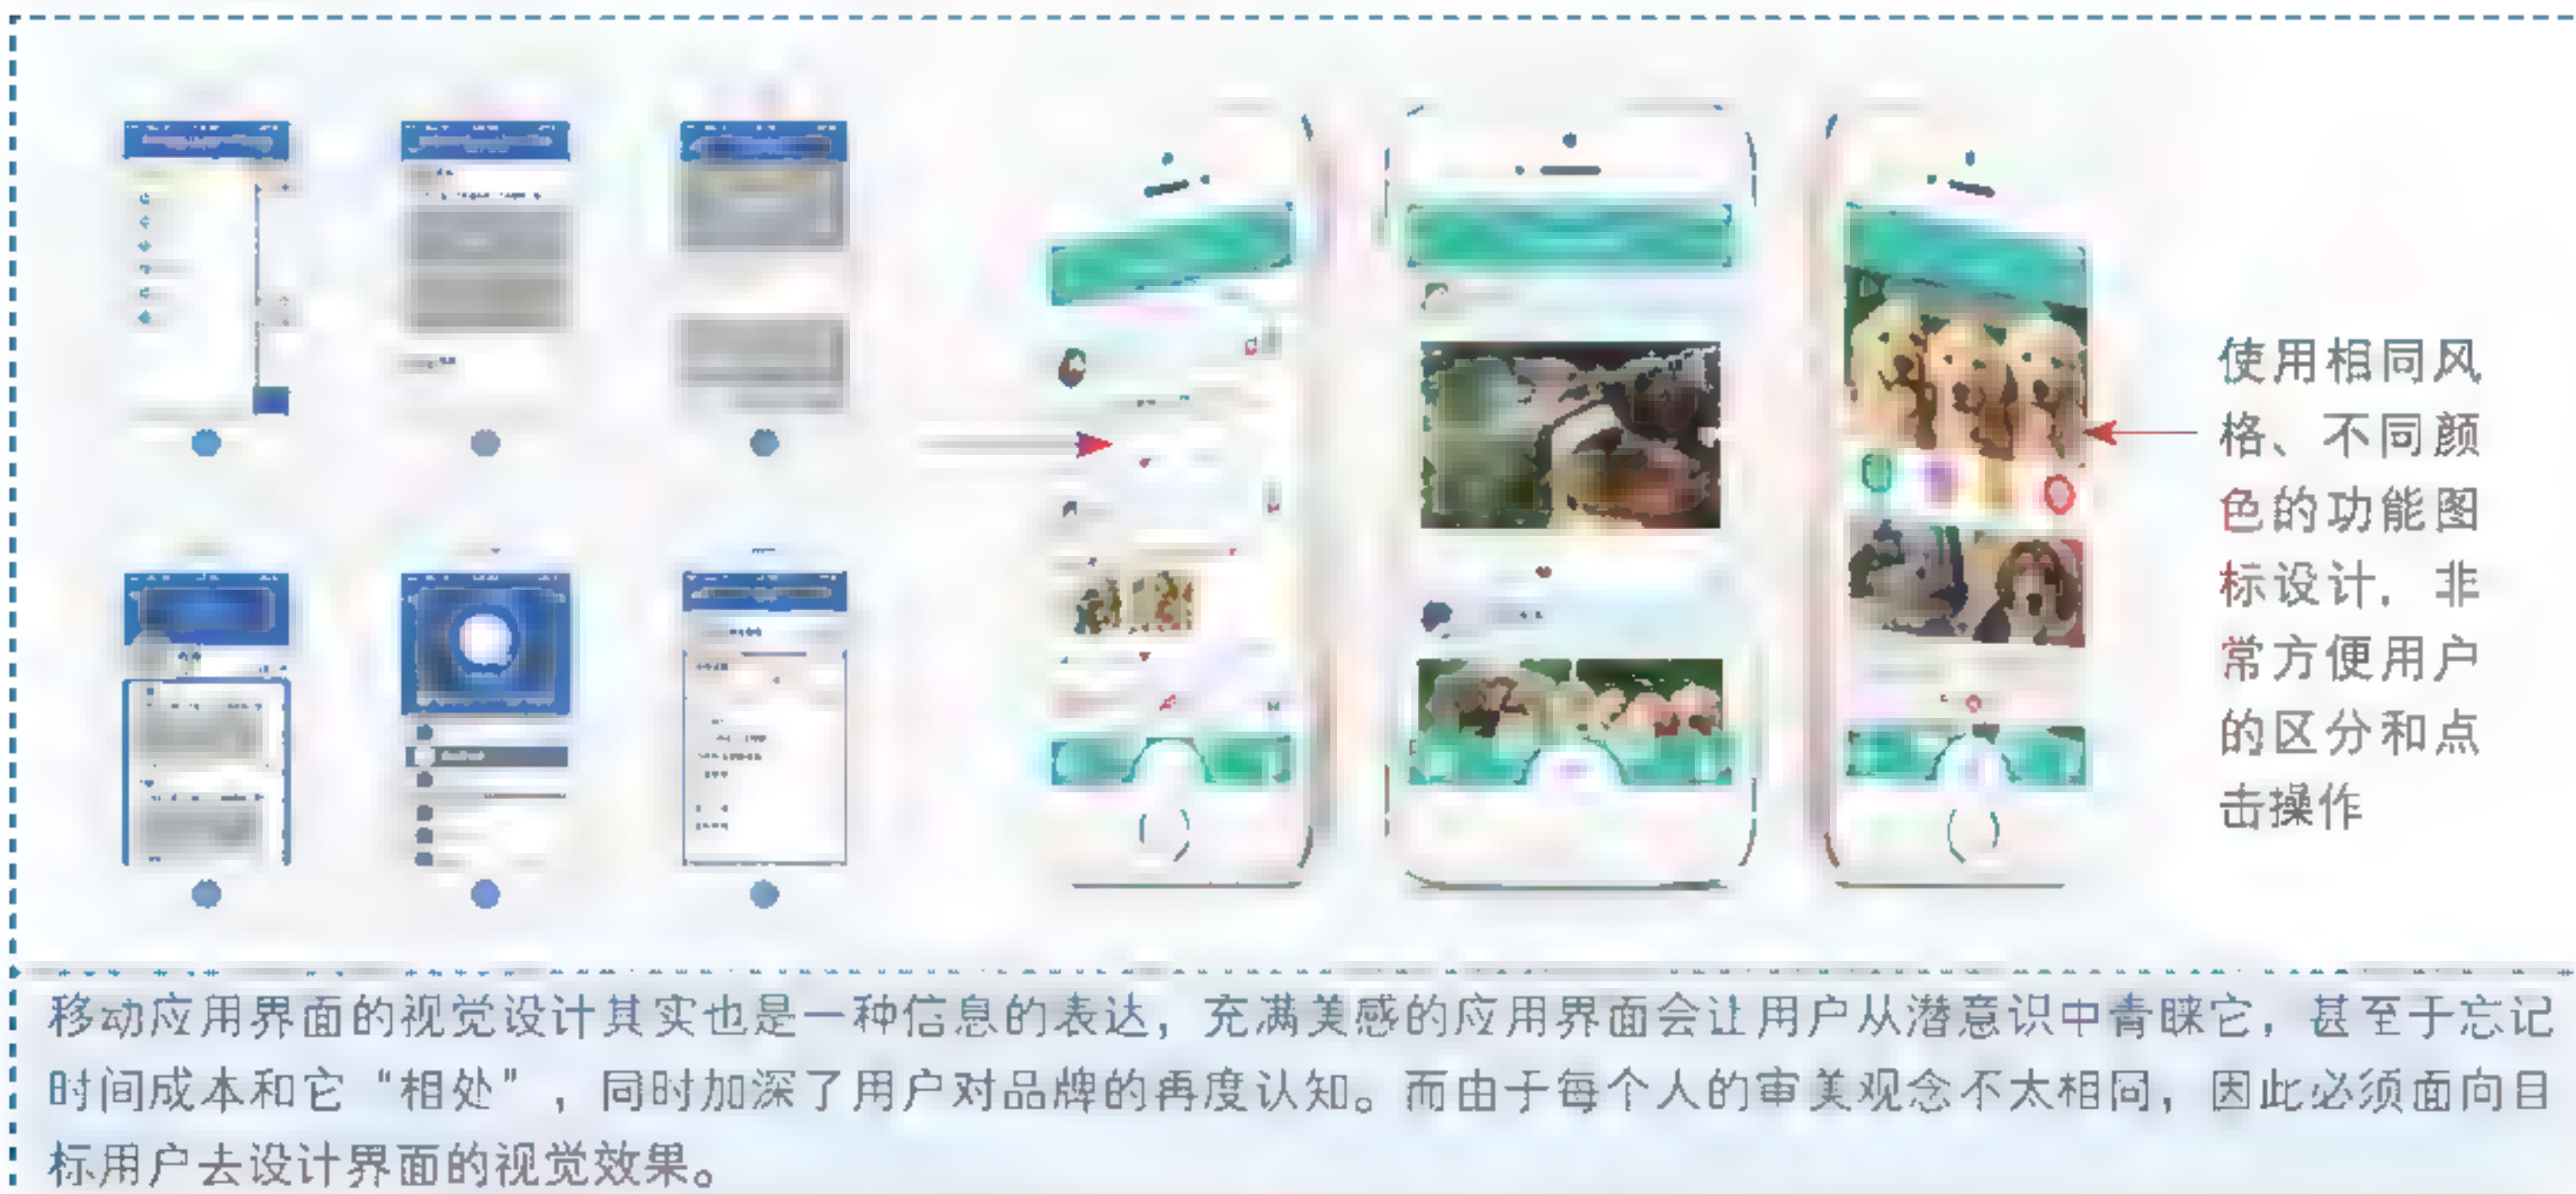 使用相同风
格、不同颜
色的功能图
标设计，非
常方便用户
的区分和点
击操作
移动应用界面的视觉设计其实也是一种信息的表达，充满美感的应用界面会让用户从潜意识中青睐它，甚至于忘记
时间成本和它“相处”，同时加深了用户对品牌的再度认知。而由于每个人的审美观念不太相同，因此必须面向目
标用户去设计界面的视觉效果。